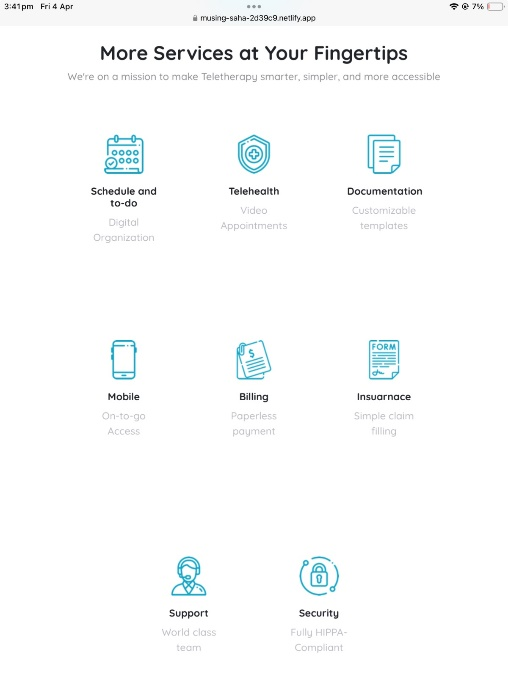 3:41pm Fri 4 Apr
7%
musing-saha-2d39c9.netlify.app
More Services at Your Fingertips
We're on a mission to make Teletherapy smarter, simpler, and more accessible
Schedule and
to-do
Digital
Organization
Telehealth
Video
Appointments
Documentation
Customizable
templates
Mobile
On-to-go
Access
$
Billing
Paperless
payment
FORM
Insuarnace
Simple claim
filling
Support
World class
team
Security
Fully HIPPA-
Compliant